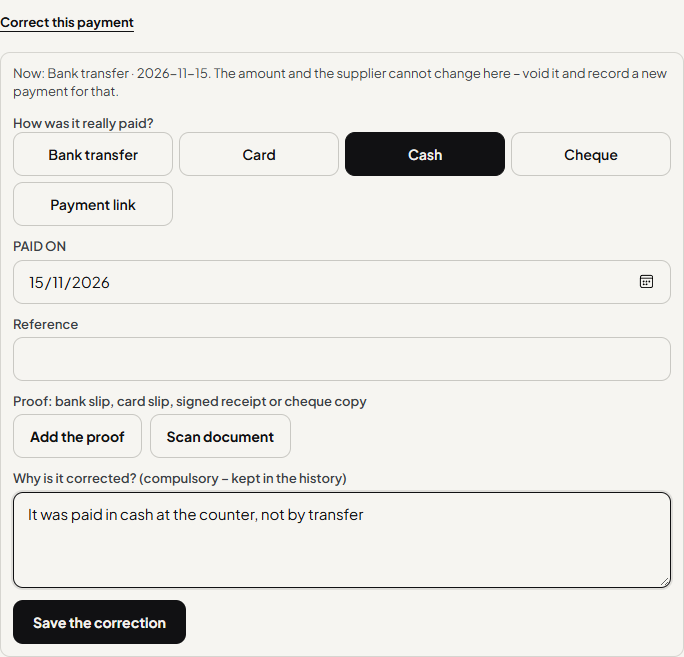 Correct this payment
Now: Bank transfer · 2026–11–15. The amount and the supplier cannot change here – void it and record a new
payment for that.
How was it really paid?
Bank transfer
Card
Cash
Cheque
Payment link
PAID ON
15/11/2026
Reference
Proof: bank slip, card slip, signed receipt or cheque copy
Add the proof
Scan document
Why is it corrected? (compulsory – kept in the history)
It was paid in cash at the counter, not by transfer
Save the correction